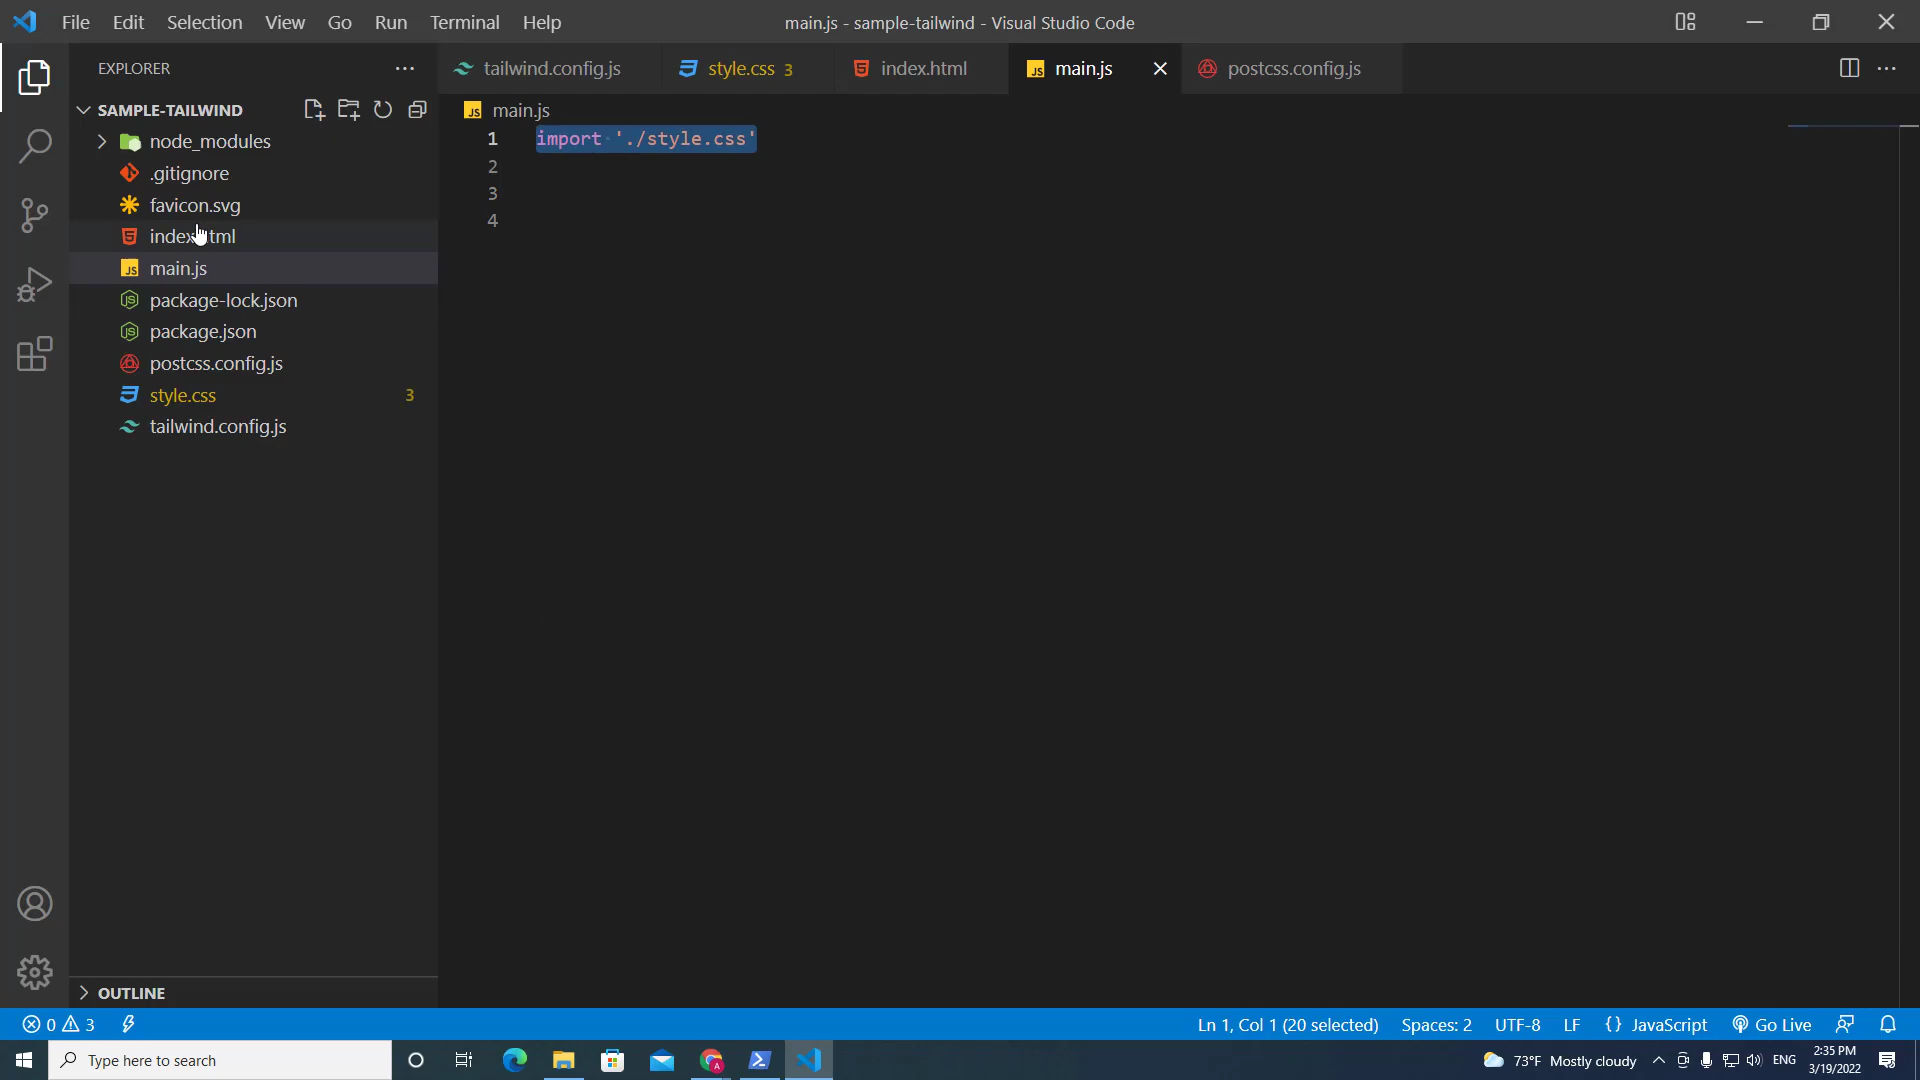 File Edit Selection View Go Run Terminal Help
main.js - sample-tailwind - Visual Studio Code
EXPLORER
tailwind.config.js
style.css 3
index.html
main.js
postcss.config.js
SAMPLE-TAILWIND
node_modules
.gitignore
favicon.svg
index.html
main.js
package-lock.json
package.json
postcss.config.js
style.css 3
tailwind.config.js
OUTLINE
main.js
1 import './style.css'
2
3
4
0 3
Ln 1, Col 1 (20 selected) Spaces: 2 UTF-8 LF {} JavaScript Go Live
Type here to search
73°F Mostly cloudy
ENG
2:35 PM
3/19/2022